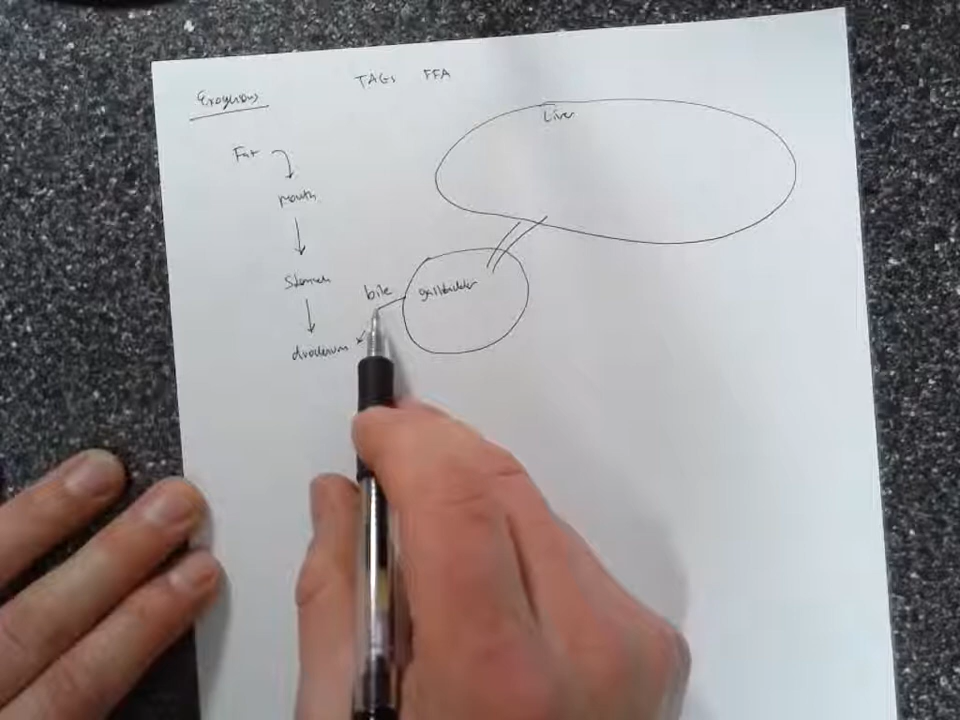 TAGs FFA
Exogenous
Liver
Fat
mouth
Stomach
bile gallbladder
duodenum